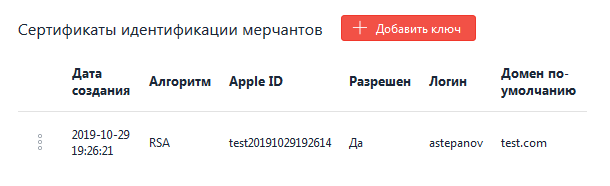 Сертификаты идентификации мерчантов
Добавить ключ
Дата создания Алгоритм Apple ID Разрешен Логин Домен по-умолчанию
2019-10-29 19:26:21 RSA test20191029192614 Да astepanov test.com